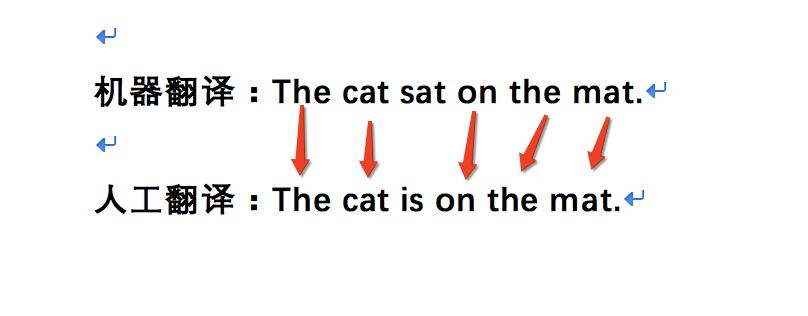 机器翻译：The cat sat on the mat.
人工翻译：The cat is on the mat.